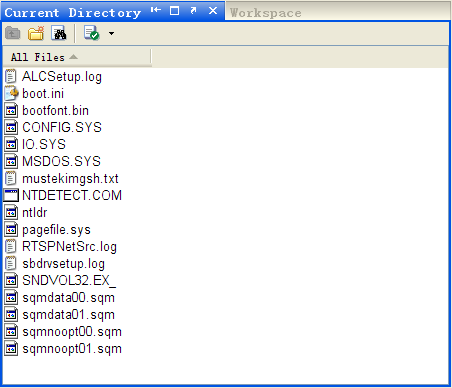 Current Directory Workspace
All Files
ALCSetup.log
boot.ini
bootfont.bin
CONFIG.SYS
IO.SYS
MSDOS.SYS
mustekimgsh.txt
NTDETECT.COM
ntldr
pagefile.sys
RTSPNetSrc.log
sbdrvsetup.log
SNDVOL32.EX_
sqmdata00.sqm
sqmdata01.sqm
sqmnoopt00.sqm
sqmnoopt01.sqm